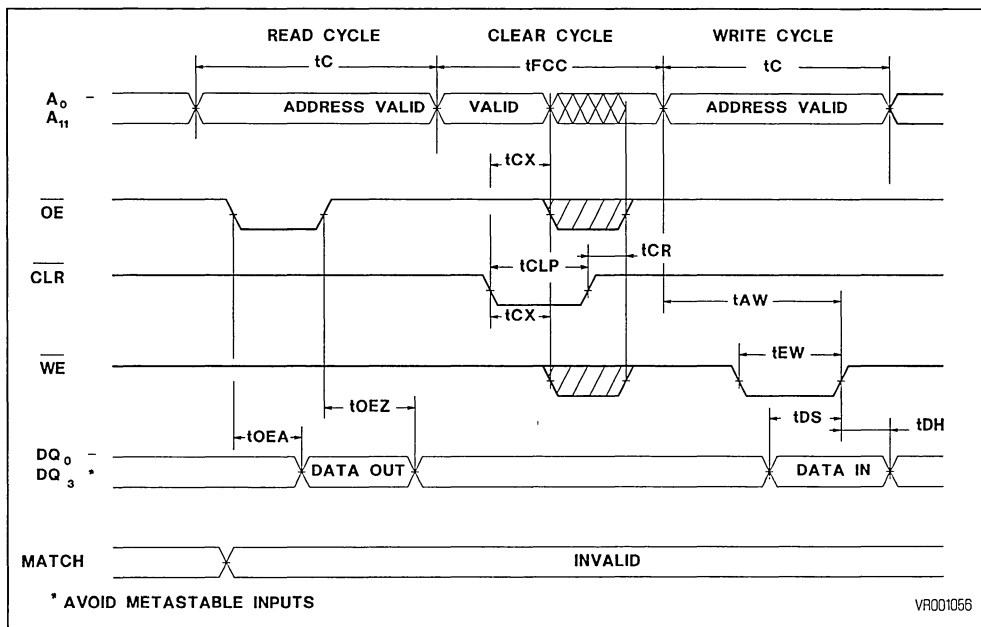 READ CYCLE CLEAR CYCLE WRITE CYCLE
tC tFCC tC
A0 –
A11
ADDRESS VALID VALID ADDRESS VALID
tCX
OE
tCR
tCLP
CLR
tCX tAW
tEW
WE
tOEZ tDS
tOEA tDH
DQ0 –
DQ3 *
DATA OUT DATA IN
MATCH INVALID
* AVOID METASTABLE INPUTS
VR001056